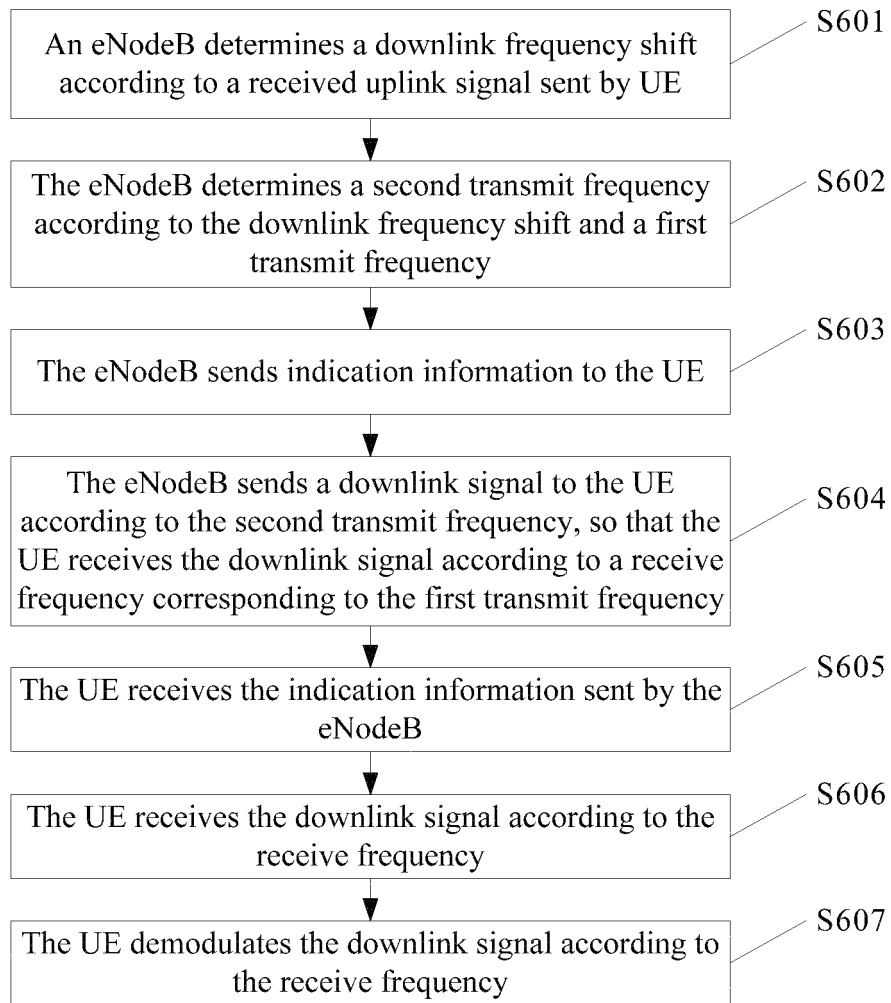 An eNodeB determines a downlink frequency shift
according to a received uplink signal sent by UE
S601
The eNodeB determines a second transmit frequency
according to the downlink frequency shift and a first
transmit frequency
S602
The eNodeB sends indication information to the UE
S603
The eNodeB sends a downlink signal to the UE
according to the second transmit frequency, so that the
UE receives the downlink signal according to a receive
frequency corresponding to the first transmit frequency
S604
The UE receives the indication information sent by the
eNodeB
S605
The UE receives the downlink signal according to the
receive frequency
S606
The UE demodulates the downlink signal according to
the receive frequency
S607